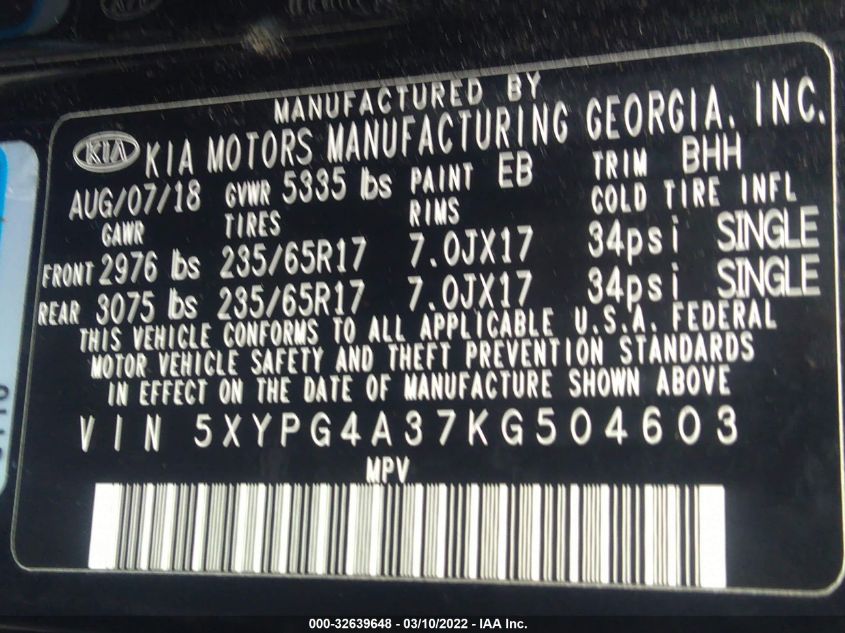 MANUFACTURED BY
KIA KIA MOTORS MANUFACTURING GEORGIA, INC.
AUG/07/18 GVWR 5335 lbs PAINT EB TRIM BHH
GAWR TIRES RIMS COLD TIRE INFL
FRONT 2976 lbs 235/65R17 7.0JX17 34psi SINGLE
REAR 3075 lbs 235/65R17 7.0JX17 34psi SINGLE
THIS VEHICLE CONFORMS TO ALL APPLICABLE U.S.A. FEDERAL
MOTOR VEHICLE SAFETY AND THEFT PREVENTION STANDARDS
IN EFFECT ON THE DATE OF MANUFACTURE SHOWN ABOVE
VIN 5XYPG4A37KG504603
MPV
000-32639648 - 03/10/2022 - IAA Inc.